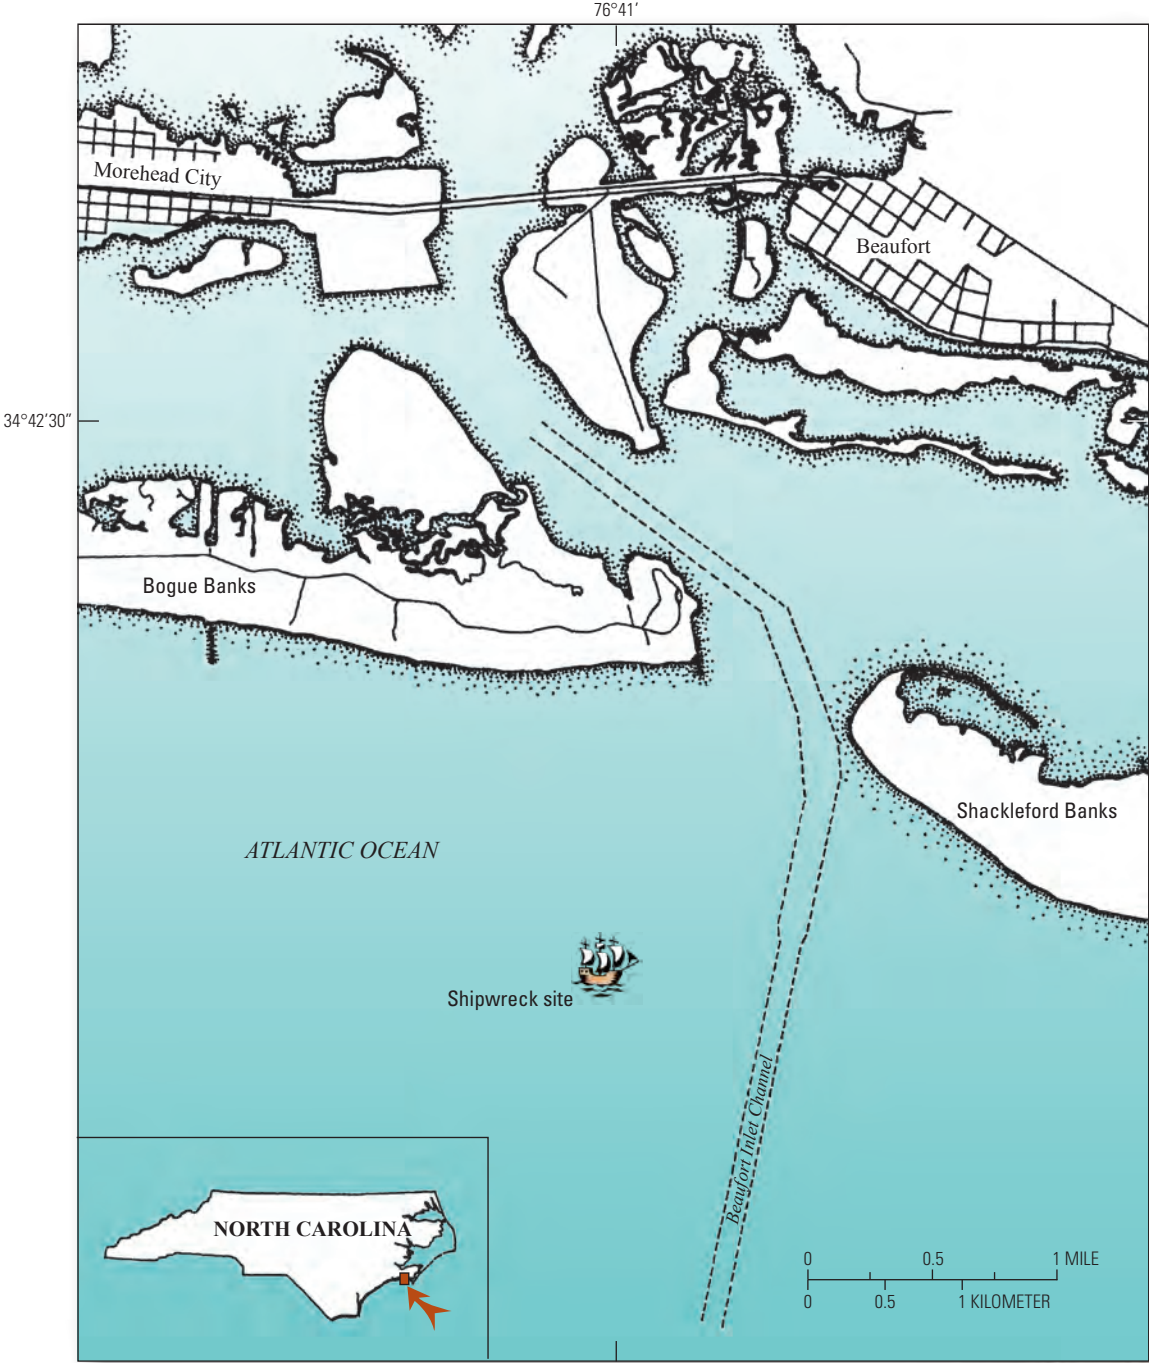 76°41′
Morehead City
Beaufort
34°42′30″
Bogue Banks
Shackleford Banks
ATLANTIC OCEAN
Shipwreck site
Beaufort Inlet Channel
NORTH CAROLINA
0 0.5 1 MILE
0 0.5 1 KILOMETER